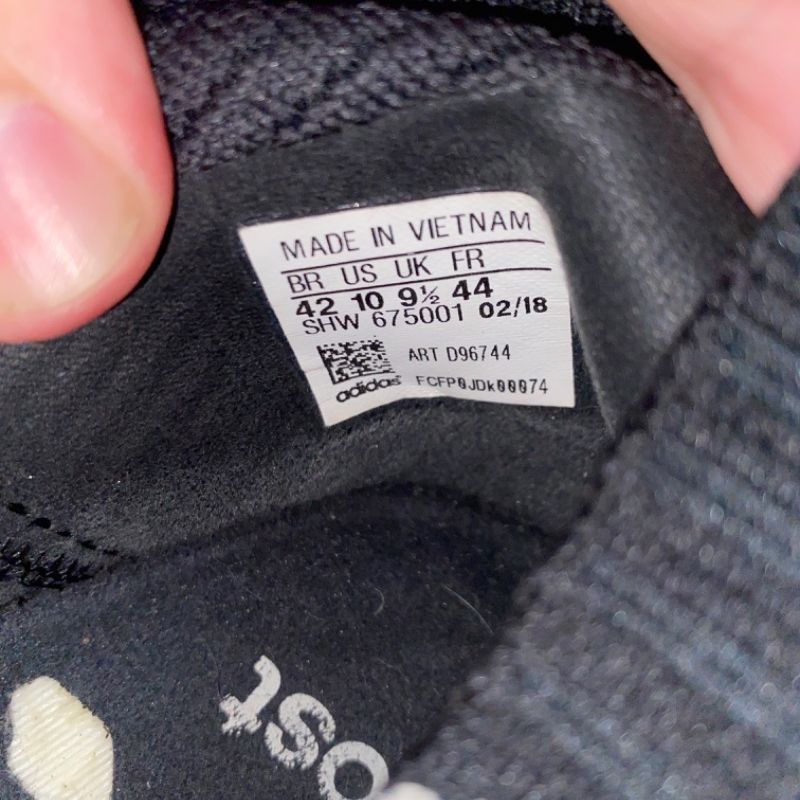 MADE IN VIETNAM
BR US UK FR
42 10 9½ 44
SHW 675001 02/18
ART D96744
adidas FCFP0JDk00074
ost